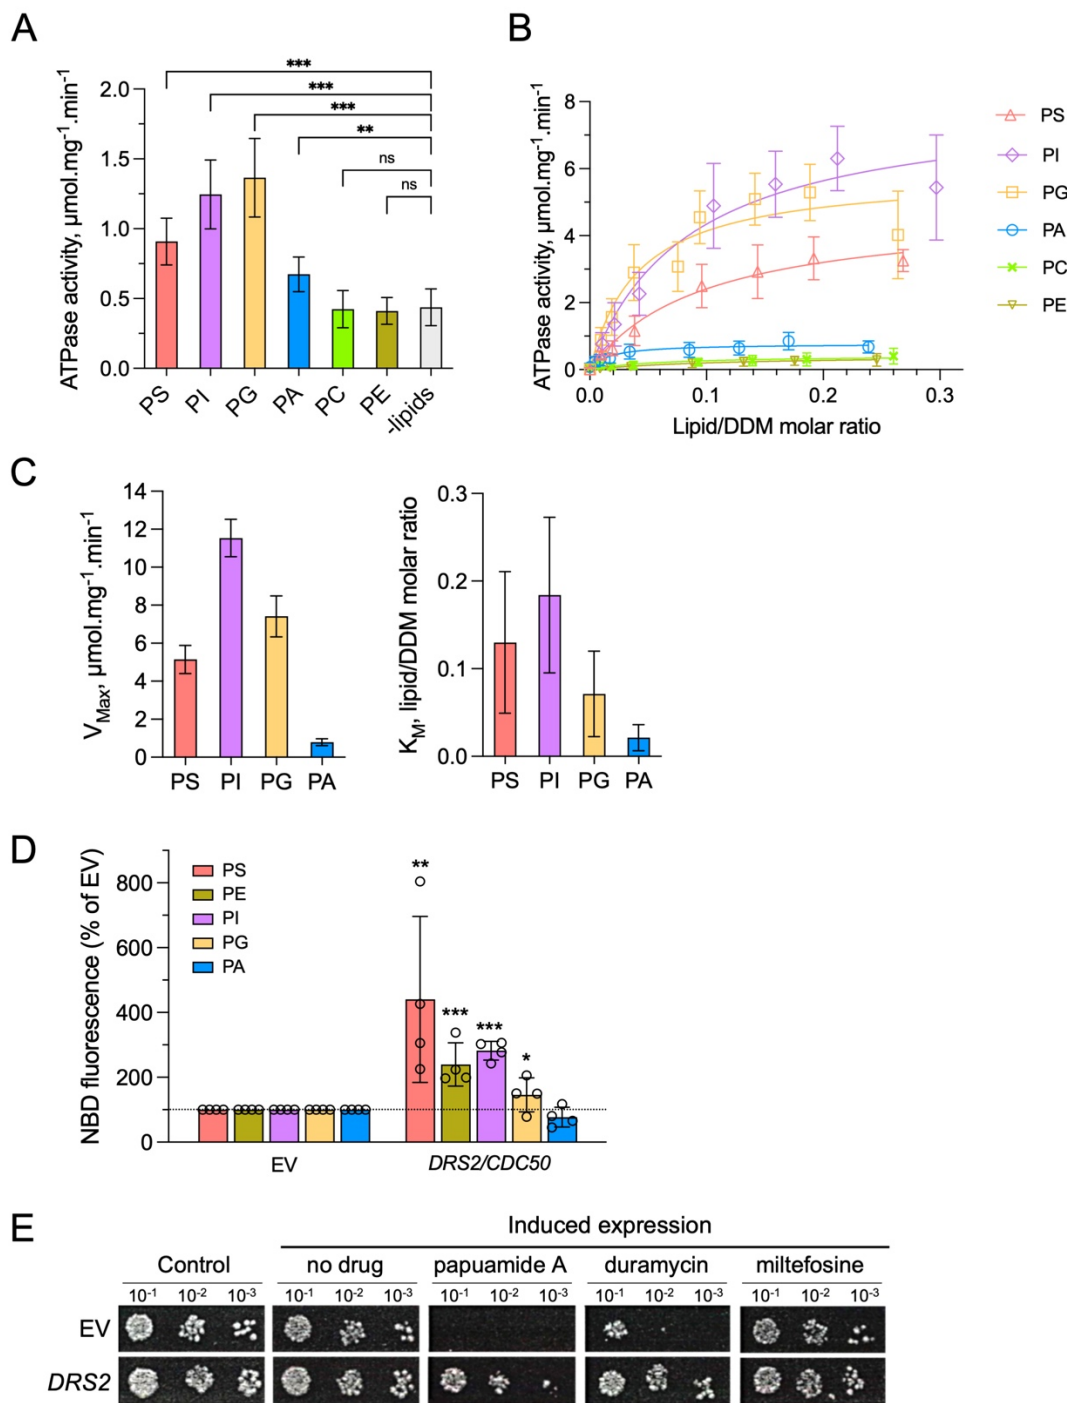 A
ATPase activity, µmol.mg-1.min-1
2.0
1.5
1.0
0.5
0.0
***
***
***
**
ns
ns
PS
PI
PG
PA
PC
PE
-lipids
B
ATPase activity, µmol.mg-1.min-1
8
6
4
2
0
0.0 0.1 0.2 0.3
Lipid/DDM molar ratio
PS
PI
PG
PA
PC
PE
C
VMax, µmol.mg-1.min-1
14
12
10
8
6
4
2
0
PS PI PG PA
KM, lipid/DDM molar ratio
0.3
0.2
0.1
0.0
PS PI PG PA
D
NBD fluorescence (% of EV)
800
600
400
200
0
PS
PE
PI
PG
PA
**
***
***
*
EV
DRS2/CDC50
E
Induced expression
Control no drug papuamide A duramycin miltefosine
10-1 10-2 10-3 10-1 10-2 10-3 10-1 10-2 10-3 10-1 10-2 10-3 10-1 10-2 10-3
EV
DRS2